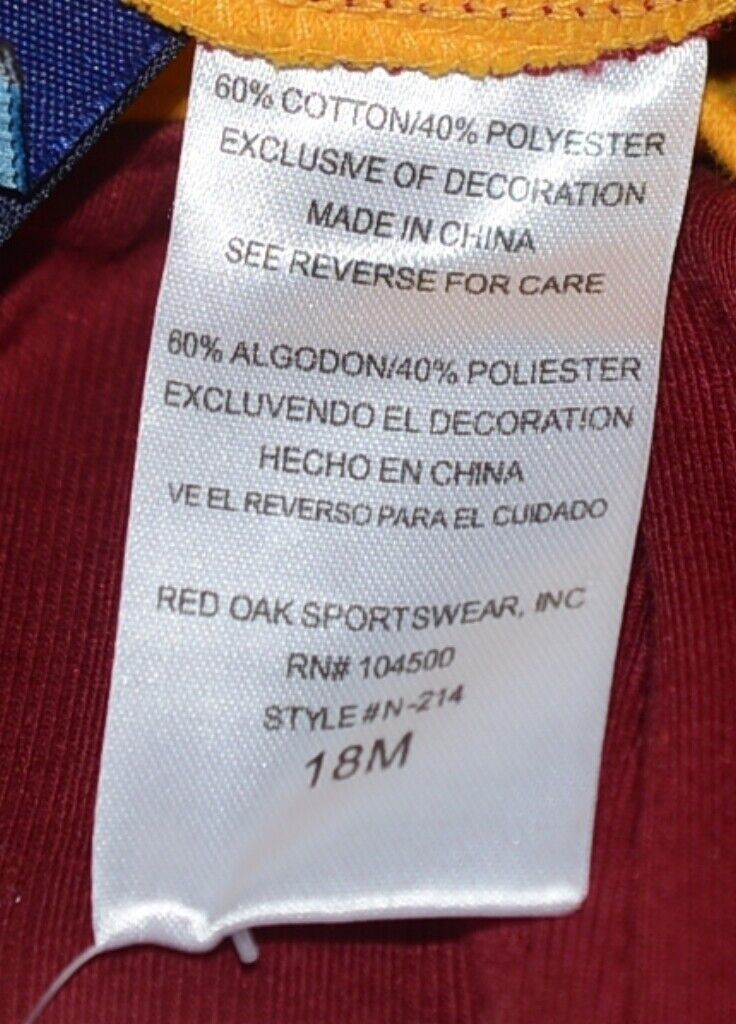 60% COTTON/40% POLYESTER
EXCLUSIVE OF DECORATION
MADE IN CHINA
SEE REVERSE FOR CARE
60% ALGODON/40% POLIESTER
EXCLUVENDO EL DECORATION
HECHO EN CHINA
VE EL REVERSO PARA EL CUIDADO
RED OAK SPORTSWEAR, INC
RN# 104500
STYLE#N-214
18M